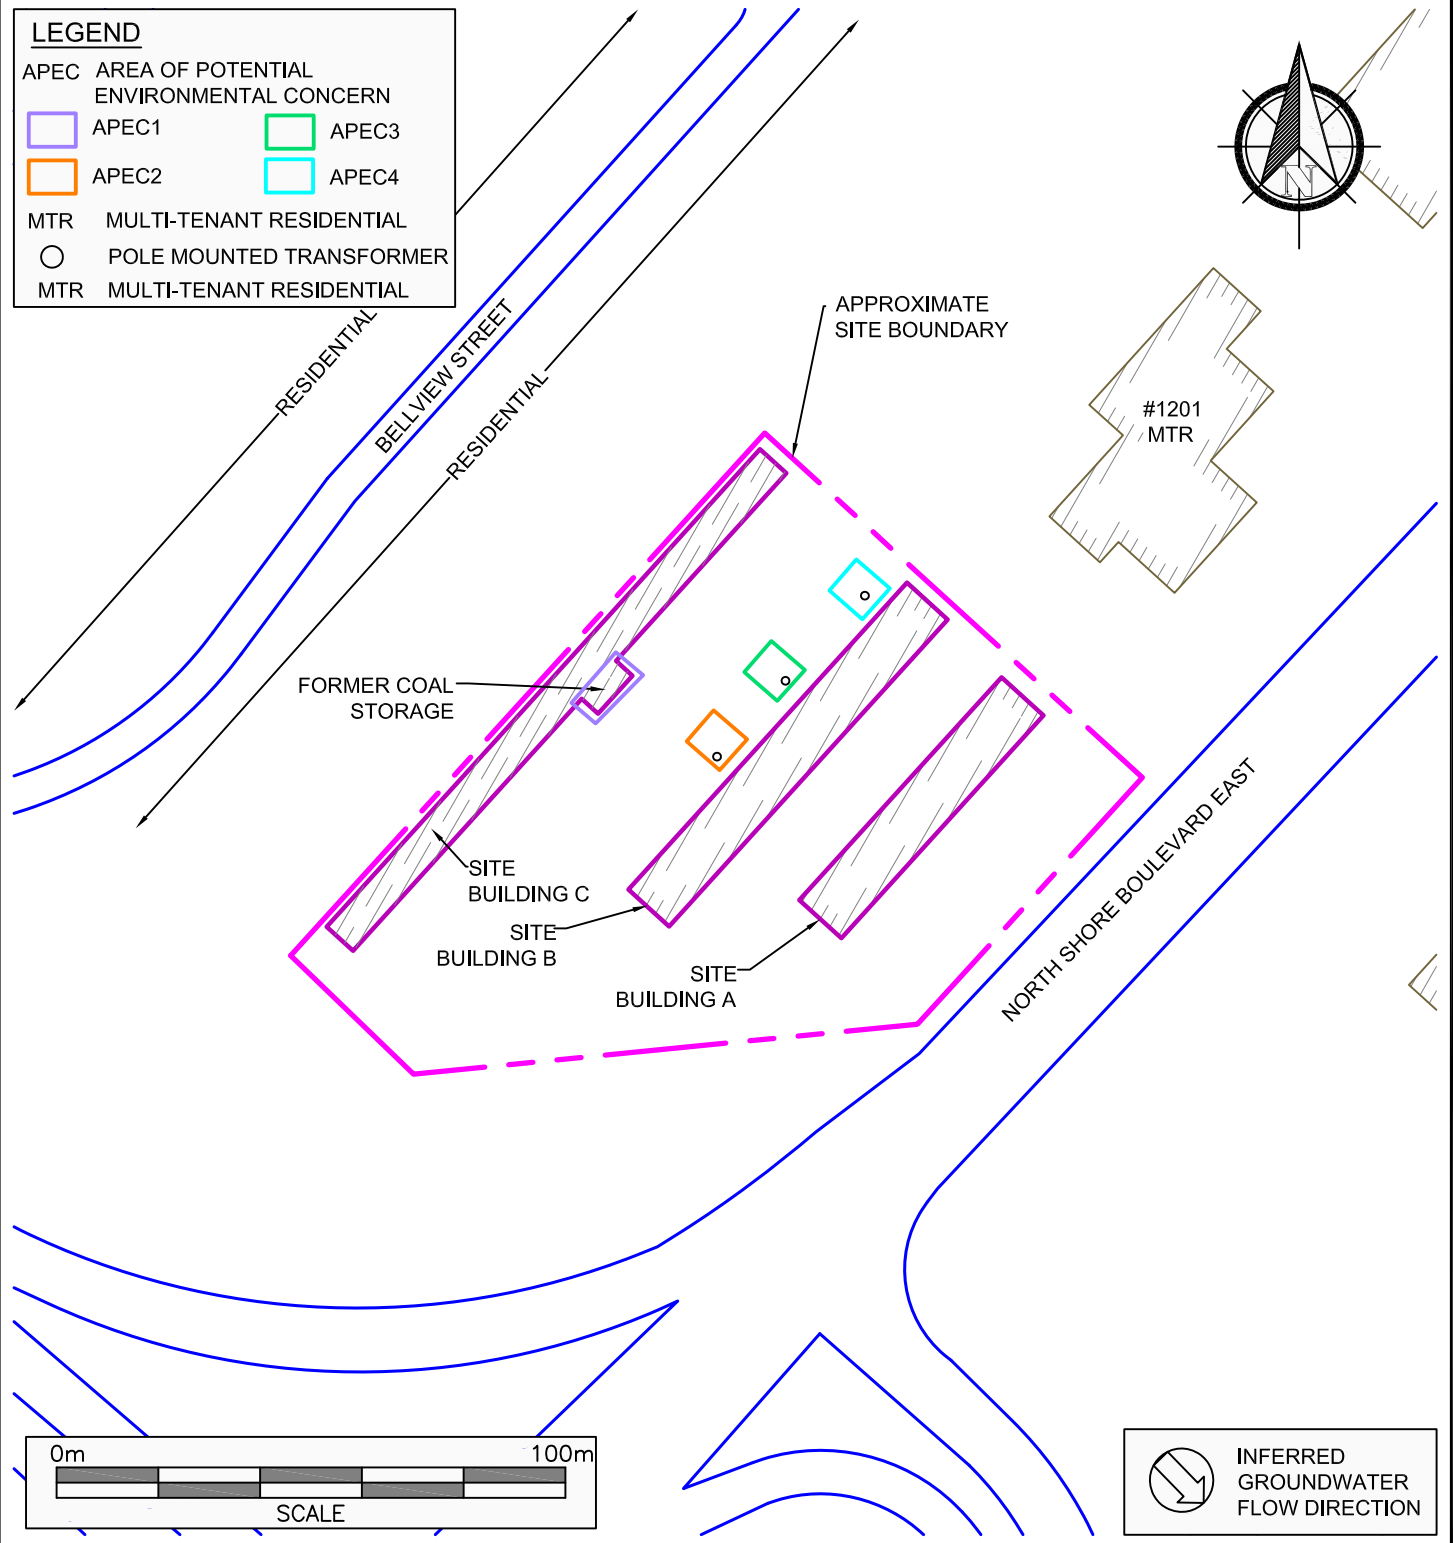 LEGEND
APEC AREA OF POTENTIAL
ENVIRONMENTAL CONCERN
APEC1
APEC3
APEC2
APEC4
MTR MULTI-TENANT RESIDENTIAL
POLE MOUNTED TRANSFORMER
MTR MULTI-TENANT RESIDENTIAL
N
RESIDENTIAL
BELLVIEW STREET
RESIDENTIAL
APPROXIMATE
SITE BOUNDARY
#1201
MTR
FORMER COAL
STORAGE
SITE
BUILDING C
SITE
BUILDING B
SITE
BUILDING A
NORTH SHORE BOULEVARD EAST
0m 100m
SCALE
INFERRED
GROUNDWATER
FLOW DIRECTION